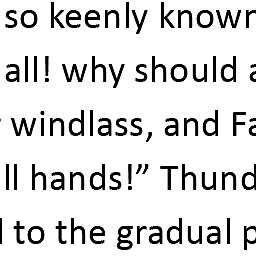 so keenly known
all! why should
windlass, and Fa
ll hands!” Thund
to the gradual p